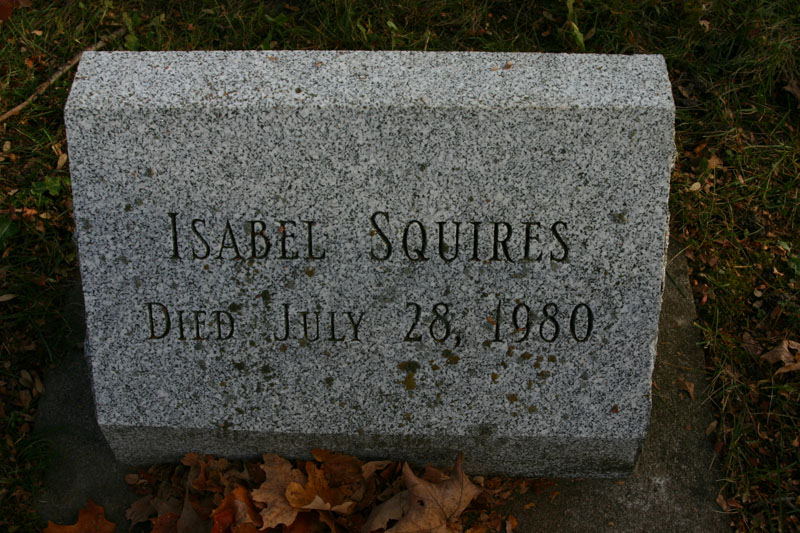 Isabel Squires
Died July 28, 1980